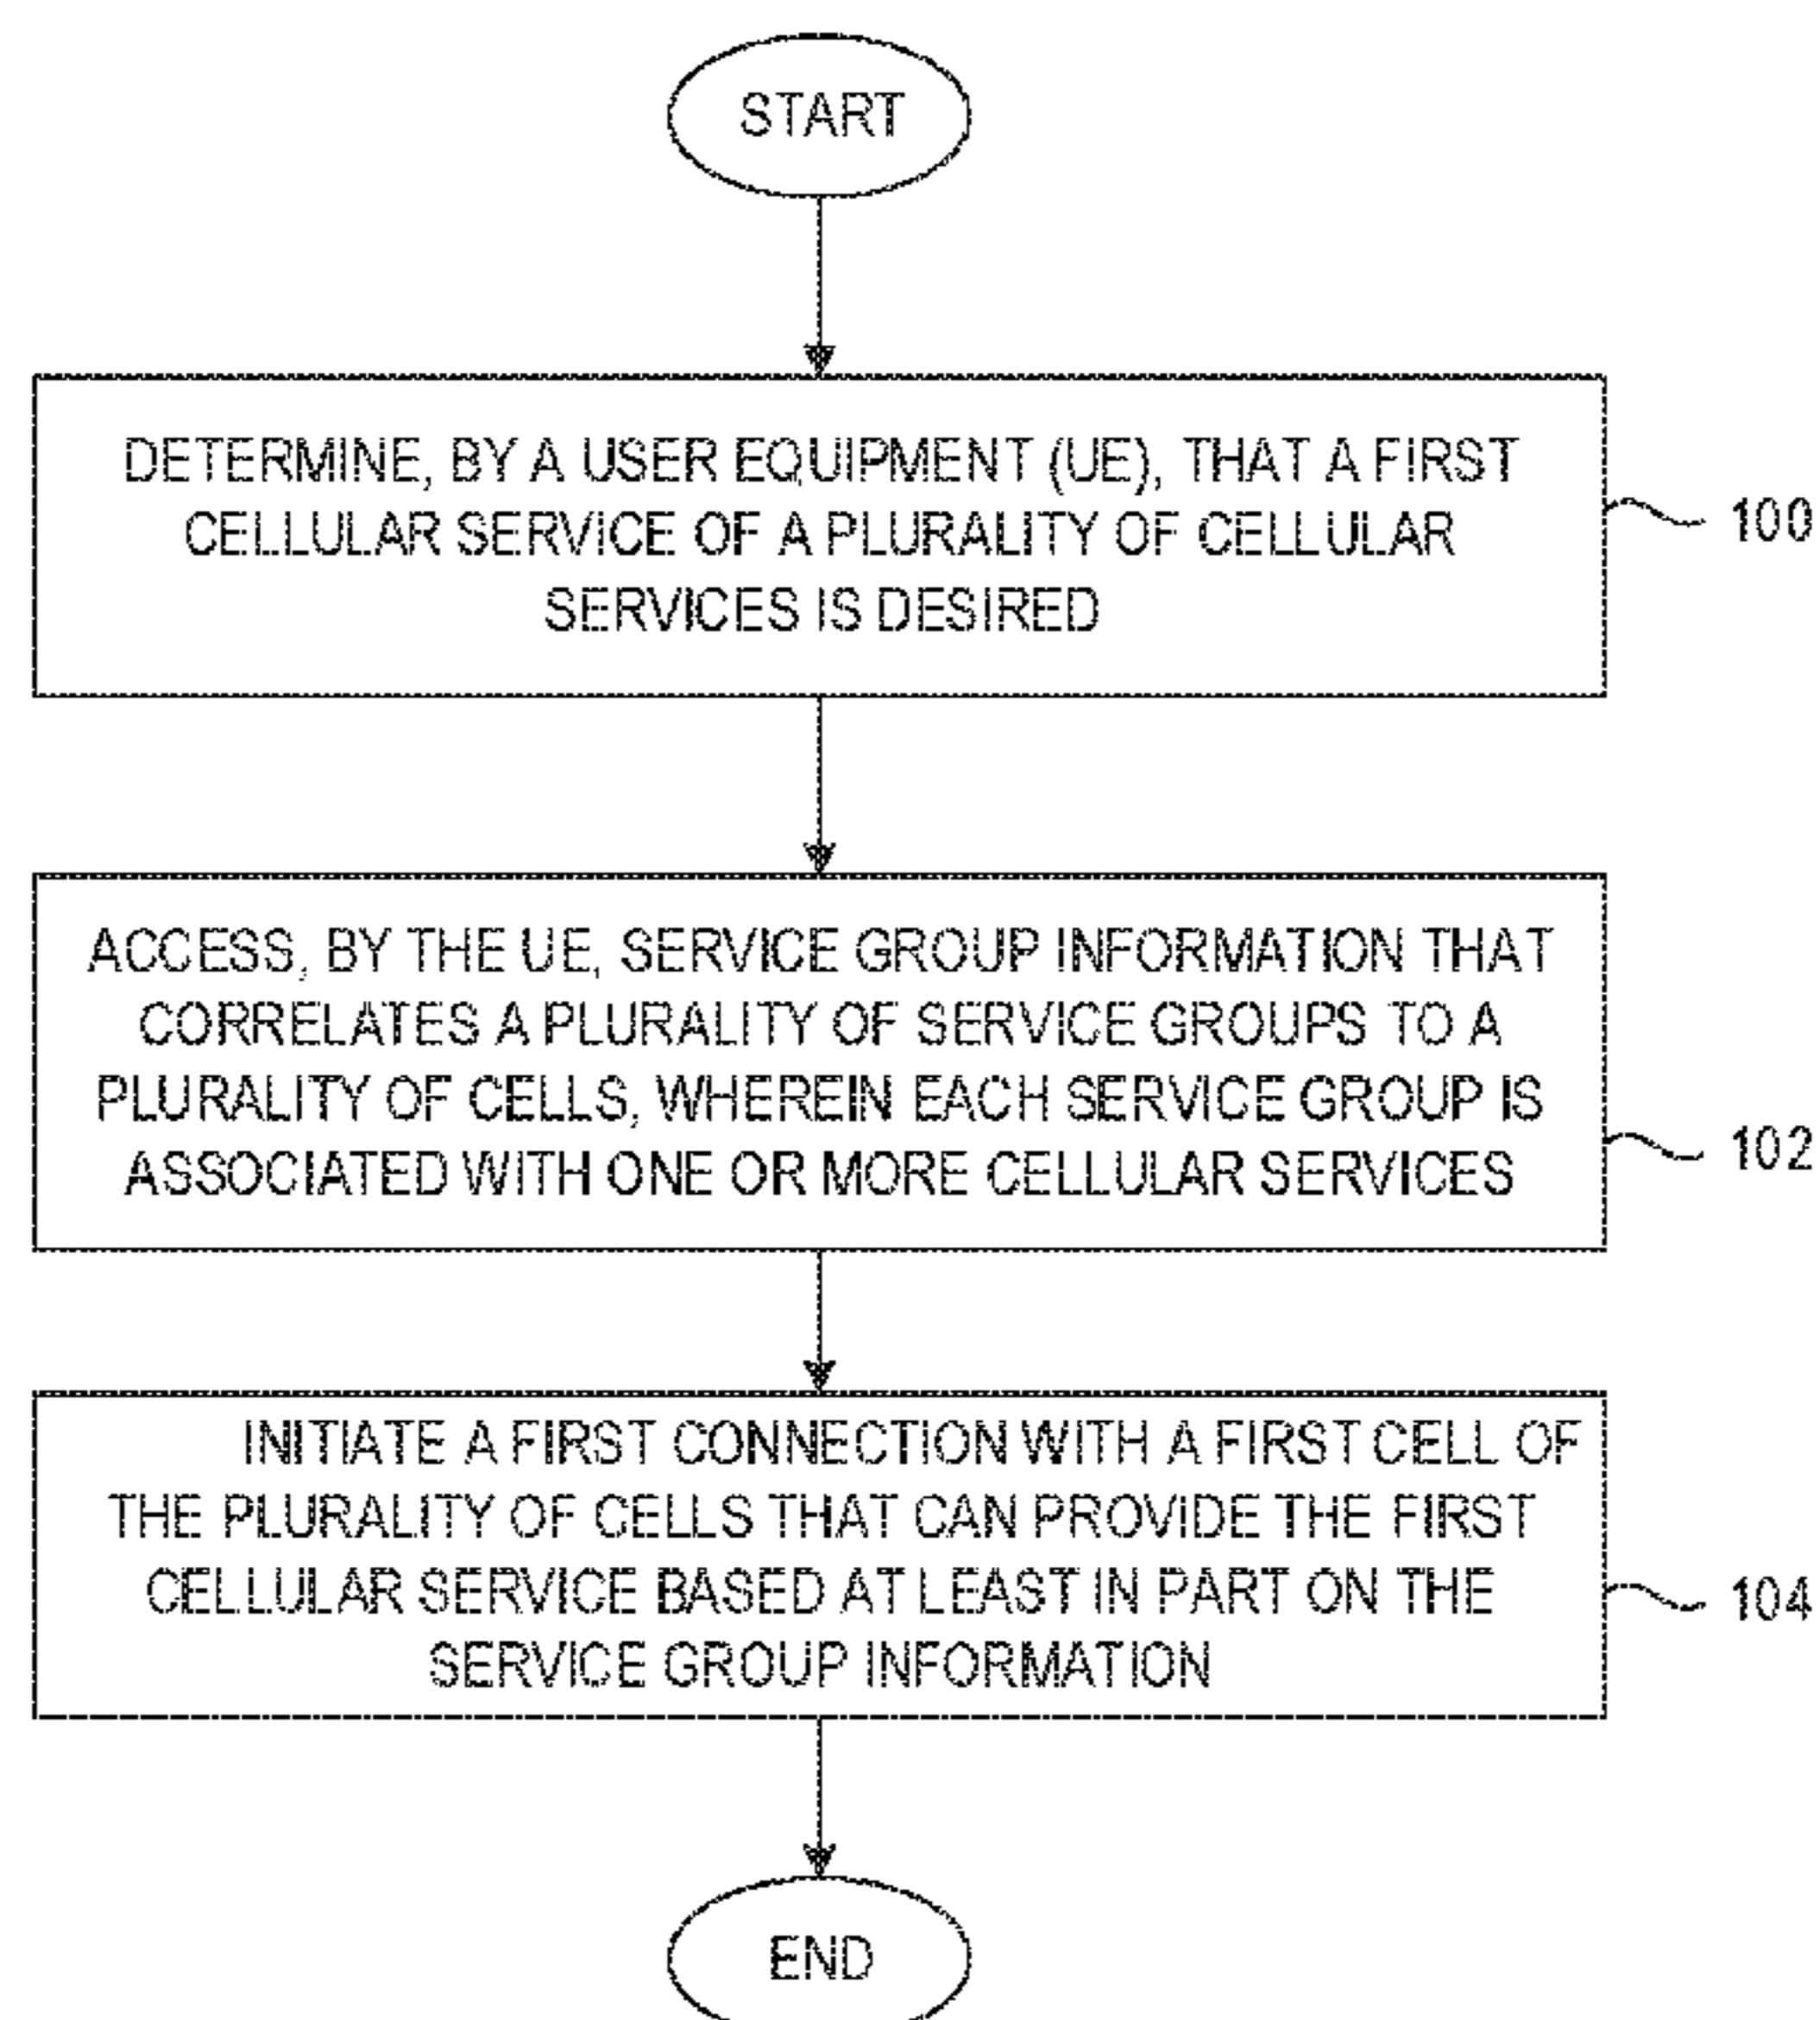 START
DETERMINE, BY A USER EQUIPMENT (UE), THAT A FIRST
CELLULAR SERVICE OF A PLURALITY OF CELLULAR
SERVICES IS DESIRED
100
ACCESS, BY THE UE, SERVICE GROUP INFORMATION THAT
CORRELATES A PLURALITY OF SERVICE GROUPS TO A
PLURALITY OF CELLS, WHEREIN EACH SERVICE GROUP IS
ASSOCIATED WITH ONE OR MORE CELLULAR SERVICES
102
INITIATE A FIRST CONNECTION WITH A FIRST CELL OF
THE PLURALITY OF CELLS THAT CAN PROVIDE THE FIRST
CELLULAR SERVICE BASED AT LEAST IN PART ON THE
SERVICE GROUP INFORMATION
104
END